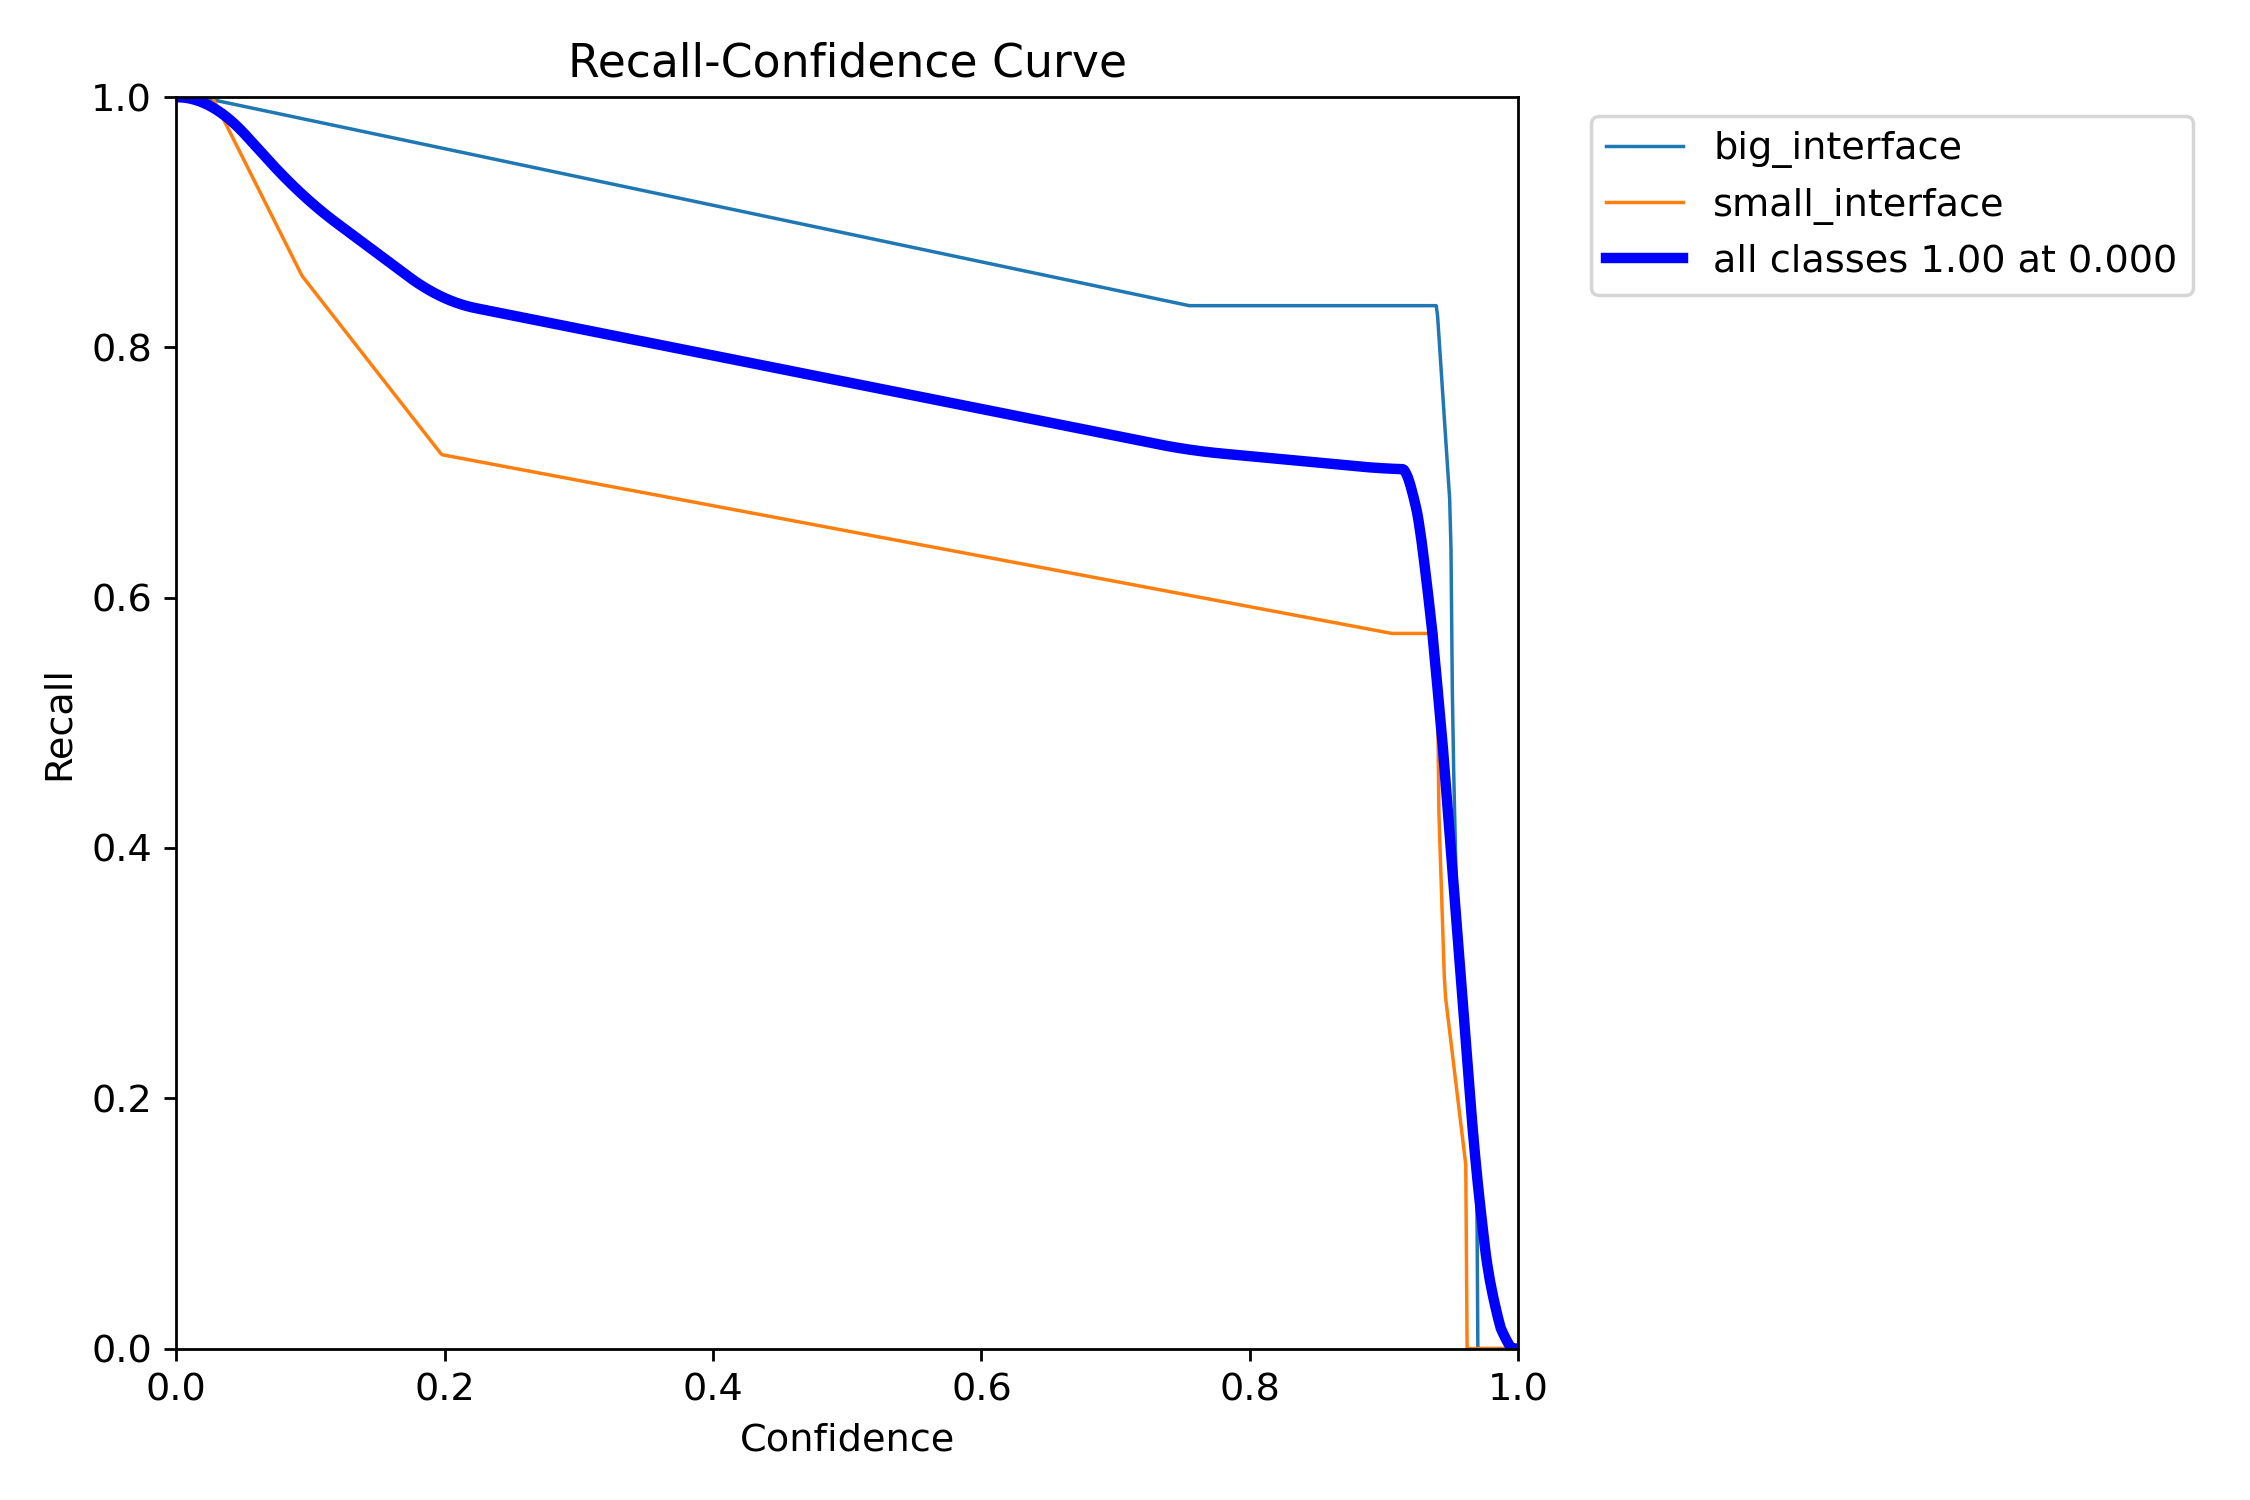 Recall-Confidence Curve
1.0
0.8
0.6
0.4
0.2
0.0
Recall
0.0 0.2 0.4 0.6 0.8 1.0
Confidence
big_interface
small_interface
all classes 1.00 at 0.000